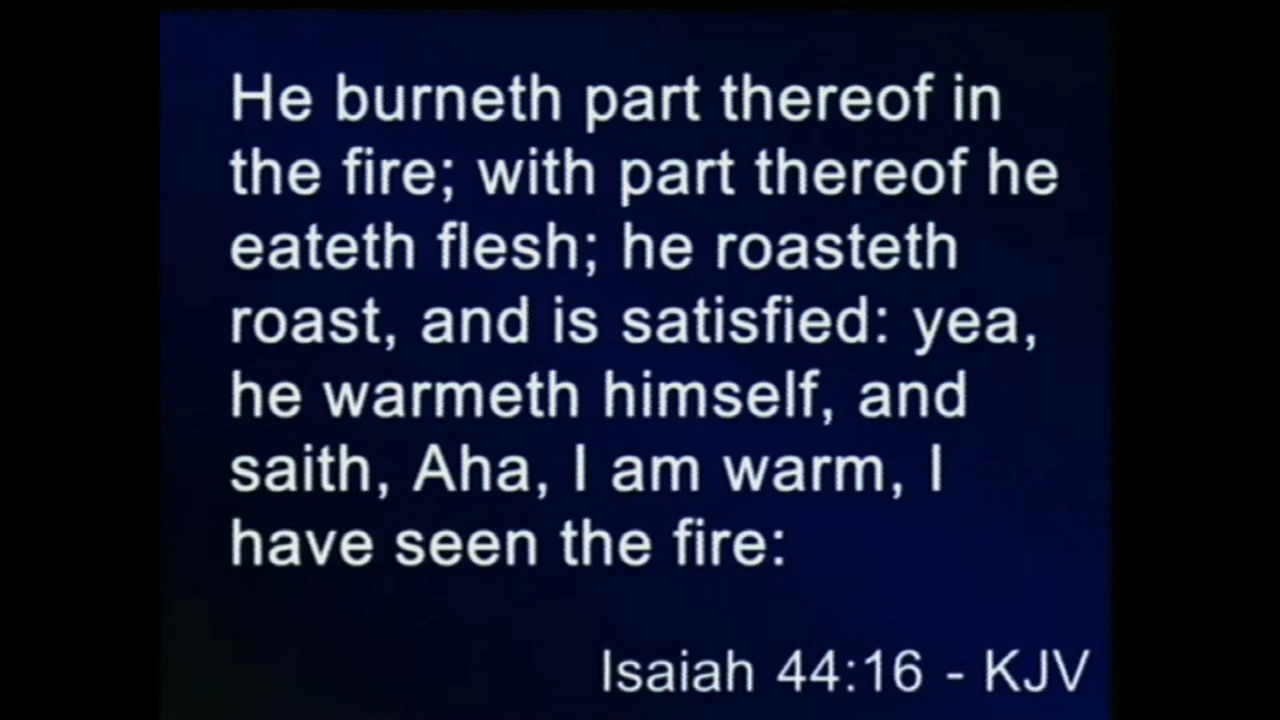 He burneth part thereof in
the fire; with part thereof he
eateth flesh; he roasteth
roast, and is satisfied: yea,
he warmeth himself, and
saith, Aha, I am warm, I
have seen the fire:
Isaiah 44:16 - KJV